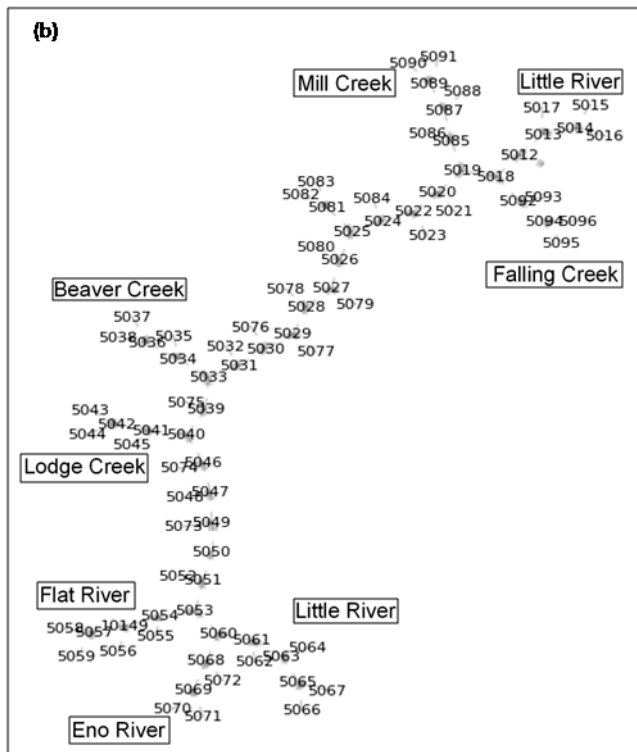 (b)
5090 5091
Mill Creek 5089 Little River
5088
5087 5017 5015
5086 5013 5014 5016
5085
5012
5019 5018
5083 5020 5092 5093
5082 5084
5081 5022 5021
5024 5094 5096
5025 5023 5095
5080
5026 Falling Creek
Beaver Creek 5078 5027
5028 5079
5037
5038 5035 5076
5036 5032 5029
5034 5030 5077
5031
5033
5043 5075 5039
5042
5044 5041 5040
5045
Lodge Creek 5074 5046
5048 5047
5073 5049
5050
5052 5051
Flat River Little River
5054 5053
5058 10149
5057 5055 5060 5061 5064
5059 5056 5062 5063
5068
5072
5069 5065 5067
5070 5071 5066
Eno River